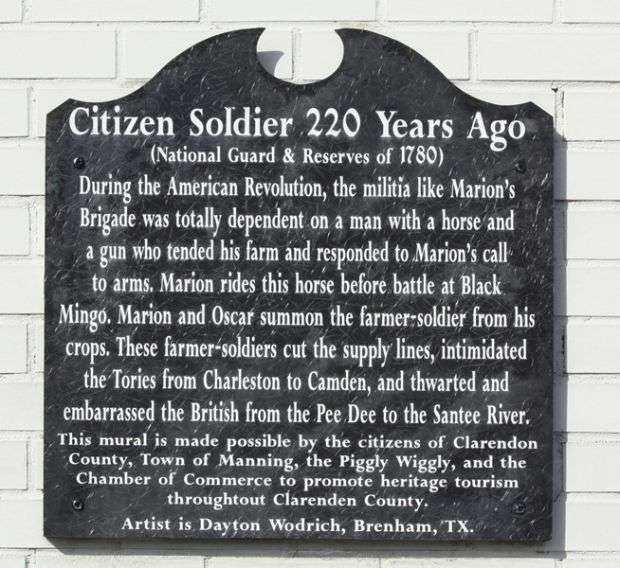 Citizen Soldier 220 Years Ago
(National Guard & Reserves of 1780)
During the American Revolution, the militia like Marion's
Brigade was totally dependent on a man with a horse and
a gun who tended his farm and responded to Marion's call
to arms. Marion rides this horse before battle at Black
Mingo. Marion and Oscar summon the farmer-soldier from his
crops. These farmer-soldiers cut the supply lines, intimidated
the Tories from Charleston to Camden, and thwarted and
embarrassed the British from the Pee Dee to the Santee River.
This mural is made possible by the citizens of Clarendon
County, Town of Manning, the Piggly Wiggly, and the
Chamber of Commerce to promote heritage tourism
throughtout Clarenden County.
Artist is Dayton Wodrich, Brenham, TX.